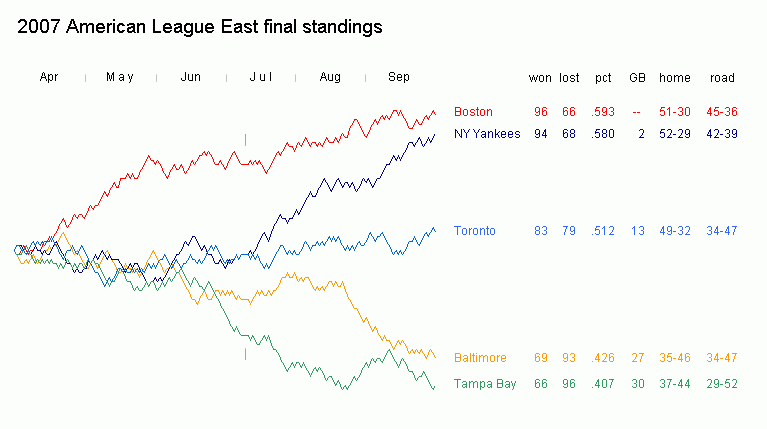 2007 American League East final standings
Apr May Jun Jul Aug Sep won lost pct GB home road
Boston 96 66 .593 -- 51-30 45-36
NY Yankees 94 68 .580 2 52-29 42-39
Toronto 83 79 .512 13 49-32 34-47
Baltimore 69 93 .426 27 35-46 34-47
Tampa Bay 66 96 .407 30 37-44 29-52